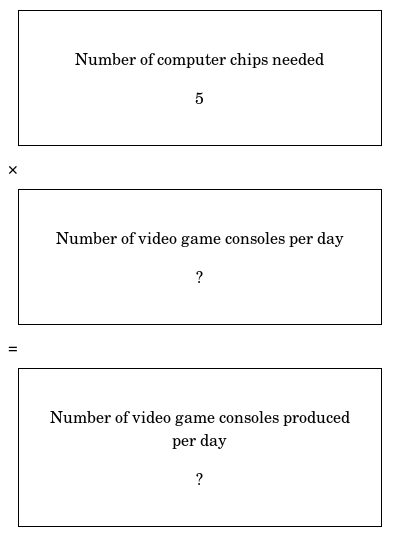 Number of computer chips needed
5
×
Number of video game consoles per day
?
=
Number of video game consoles produced
per day
?